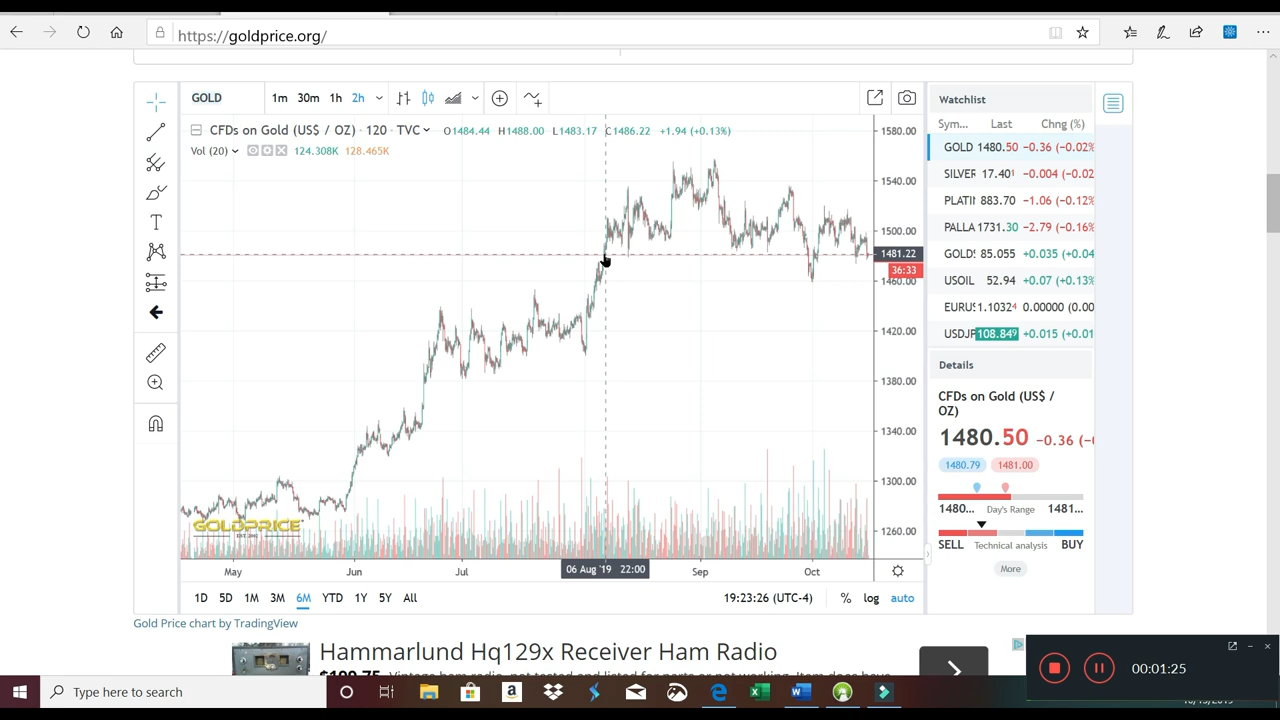 https://goldprice.org/
GOLD 1m 30m 1h 2h
CFDs on Gold (US$ / OZ) · 120 · TVC O1484.44 H1488.00 L1483.17 C1486.22 +1.94 (+0.13%)
Vol (20) 124.308K 128.465K
1580.00
1540.00
1500.00
1481.22
36:33
1460.00
1420.00
1380.00
1340.00
1300.00
1260.00
GOLDPRICE
May Jun Jul 06 Aug '19 22:00 Sep Oct
1D 5D 1M 3M 6M YTD 1Y 5Y All 19:23:26 (UTC-4) % log auto
Gold Price chart by TradingView
Watchlist
Sym... Last Chng (%)
GOLD 1480.50 −0.36 (−0.02%
SILVER 17.401 −0.004 (−0.02
PLATII 883.70 −1.06 (−0.12%
PALLA 1731.30 −2.79 (−0.16%
GOLD: 85.055 +0.035 (+0.04
USOIL 52.94 +0.07 (+0.13%)
EURU: 1.10324 0.00000 (0.00
USDJF 108.849 +0.015 (+0.01
Details
CFDs on Gold (US$ /
OZ)
1480.50 −0.36 (
1480.79 1481.00
1480... Day's Range 1481...
SELL Technical analysis BUY
More
Hammarlund Hq129x Receiver Ham Radio
00:01:25
Type here to search